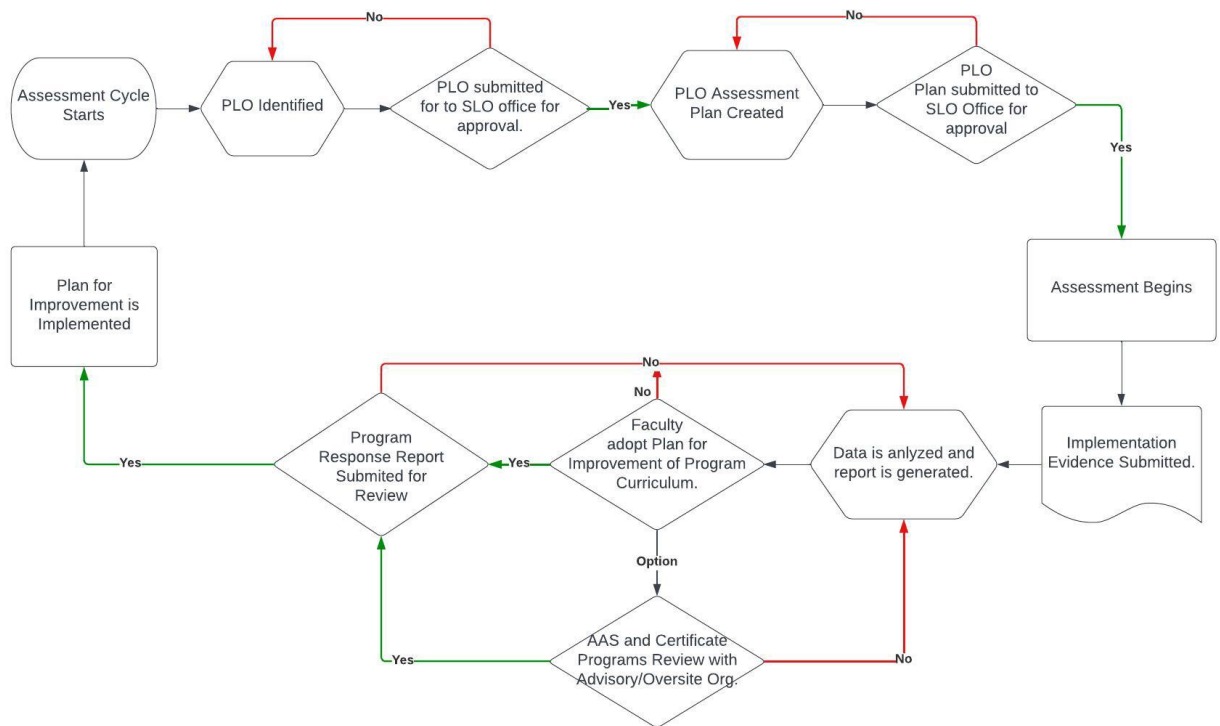 No
No
Assessment Cycle
Starts
PLO Identified
PLO submitted
for to SLO office for
approval.
Yes
PLO Assessment
Plan Created
PLO
Plan submitted to
SLO Office for
approval
Yes
Plan for
Improvement is
Implemented
Assessment Begins
No
No
Program
Response Report
Submited for
Review
Yes
Faculty
adopt Plan for
Improvement of Program
Curriculum.
Yes
Data is anlyzed and
report is generated.
Implementation
Evidence Submitted.
Option
AAS and Certificate
Programs Review with
Advisory/Oversite Org.
Yes
No